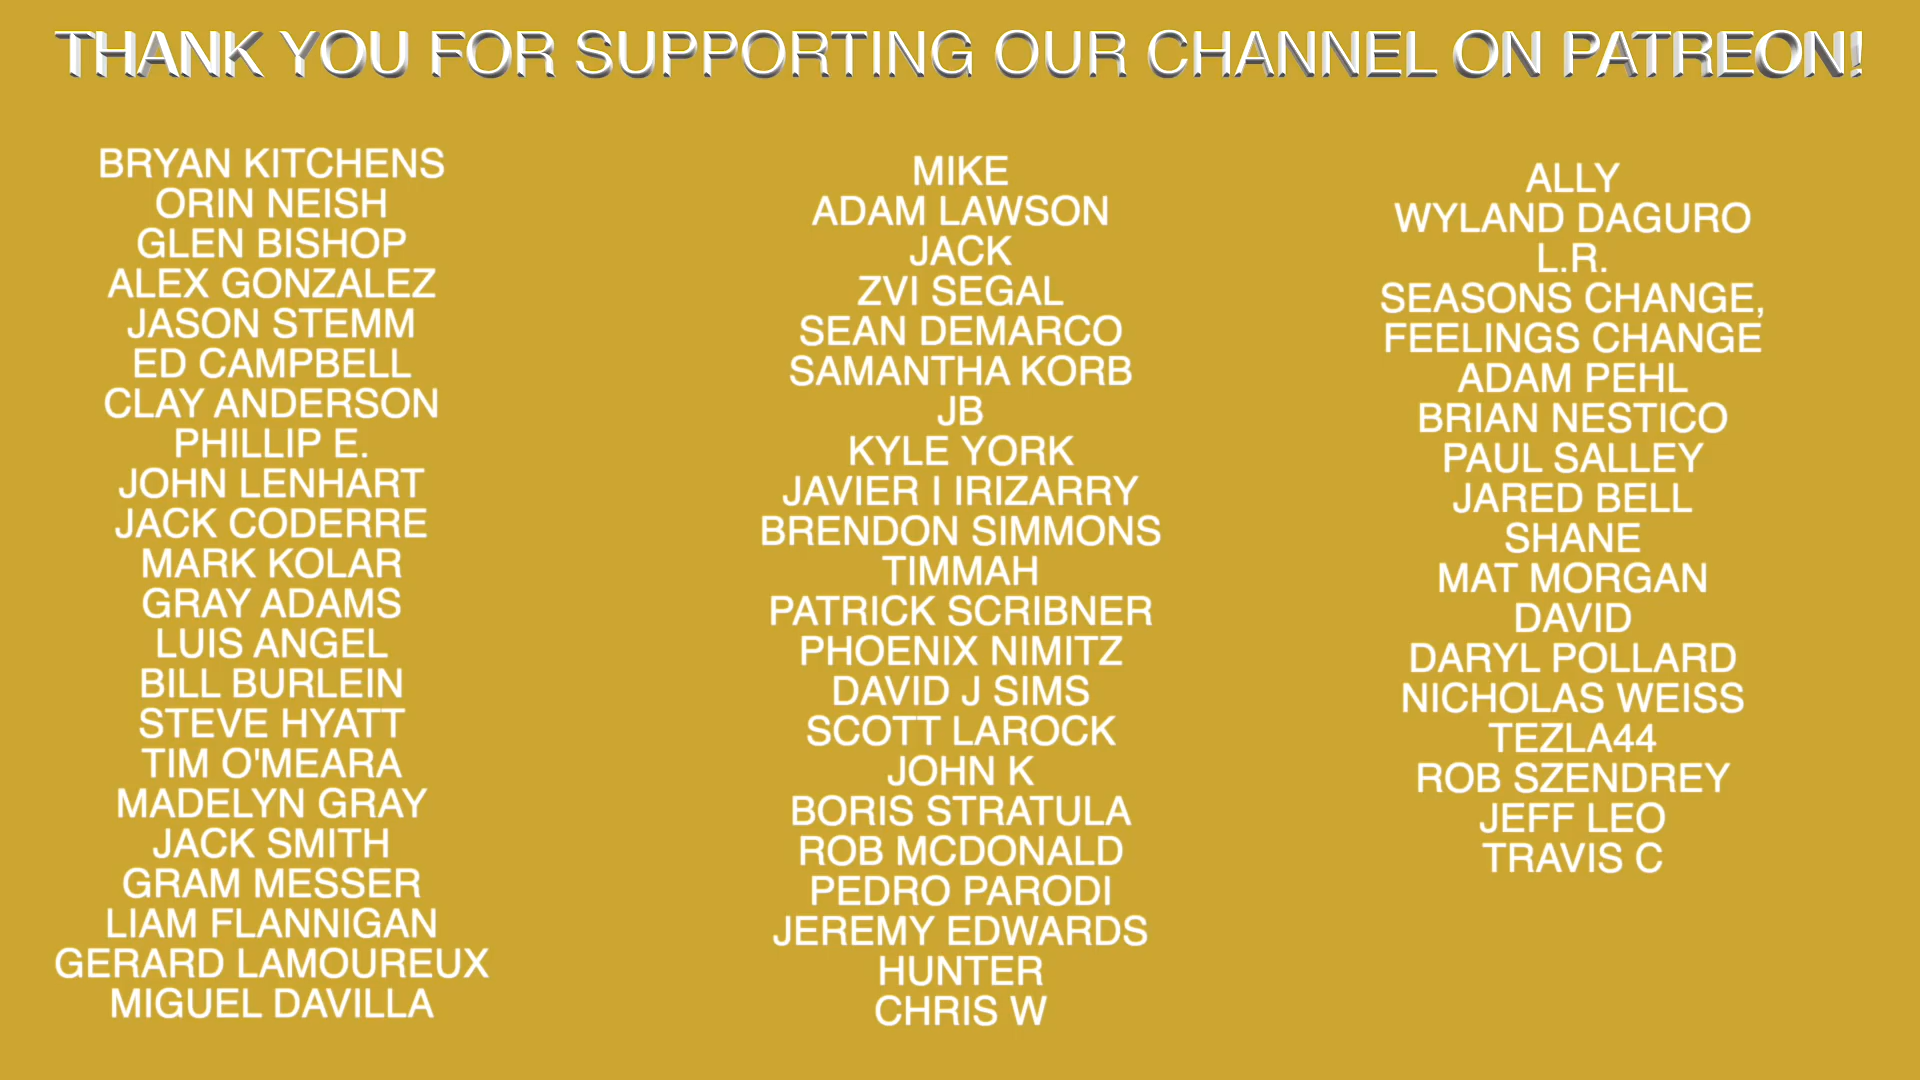 THANK YOU FOR SUPPORTING OUR CHANNEL ON PATREON!
BRYAN KITCHENS
ORIN NEISH
GLEN BISHOP
ALEX GONZALEZ
JASON STEMM
ED CAMPBELL
CLAY ANDERSON
PHILLIP E.
JOHN LENHART
JACK CODERRE
MARK KOLAR
GRAY ADAMS
LUIS ANGEL
BILL BURLEIN
STEVE HYATT
TIM O'MEARA
MADELYN GRAY
JACK SMITH
GRAM MESSER
LIAM FLANNIGAN
GERARD LAMOUREUX
MIGUEL DAVILLA
MIKE
ADAM LAWSON
JACK
ZVI SEGAL
SEAN DEMARCO
SAMANTHA KORB
JB
KYLE YORK
JAVIER I IRIZARRY
BRENDON SIMMONS
TIMMAH
PATRICK SCRIBNER
PHOENIX NIMITZ
DAVID J SIMS
SCOTT LAROCK
JOHN K
BORIS STRATULA
ROB MCDONALD
PEDRO PARODI
JEREMY EDWARDS
HUNTER
CHRIS W
ALLY
WYLAND DAGURO
L.R.
SEASONS CHANGE,
FEELINGS CHANGE
ADAM PEHL
BRIAN NESTICO
PAUL SALLEY
JARED BELL
SHANE
MAT MORGAN
DAVID
DARYL POLLARD
NICHOLAS WEISS
TEZLA44
ROB SZENDREY
JEFF LEO
TRAVIS C